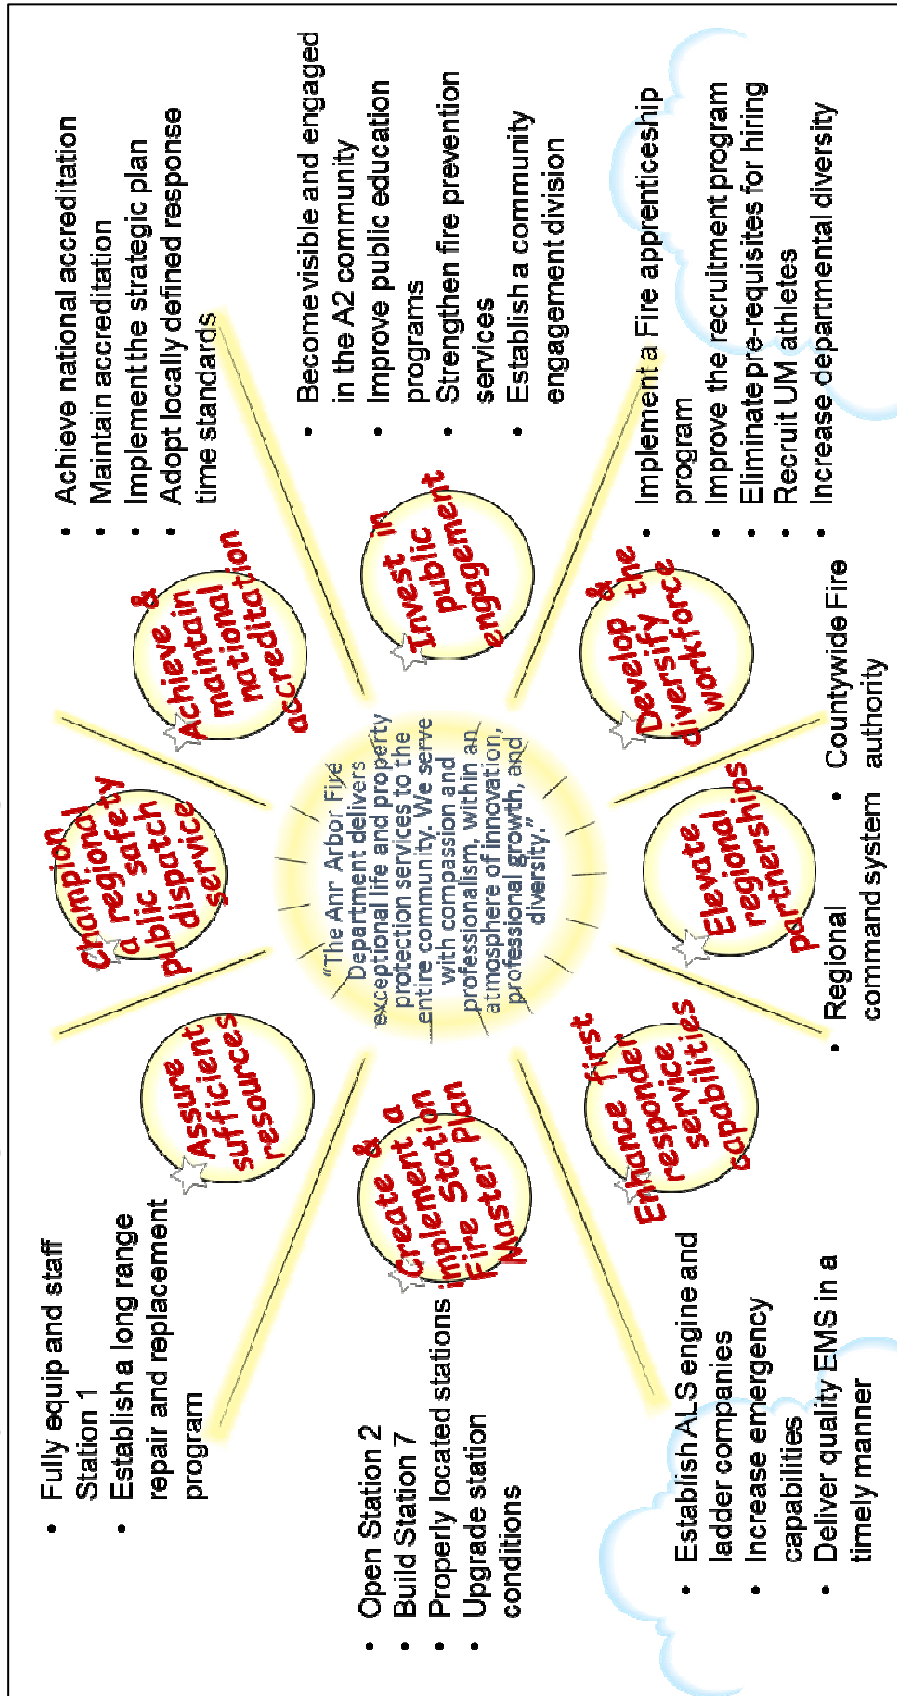 • Fully equip and staff
Station 1
• Establish a long range
repair and replacement
program
Assure
sufficient
resources
Champion
a regional
public safety
dispatch
service
Achieve &
maintain
national
accreditation
• Achieve national accreditation
• Maintain accreditation
• Implement the strategic plan
• Adopt locally defined response
time standards
• Open Station 2
• Build Station 7
• Properly located stations
• Upgrade station
conditions
Create &
implement a
Fire Station
Master Plan
"The Ann Arbor Fire
Department delivers
exceptional life and property
protection services to the
entire community. We serve
with compassion and
professionalism, within an
atmosphere of innovation,
professional growth, and
diversity."
Invest in
public
engagement
• Become visible and engaged
in the A2 community
• Improve public education
programs
• Strengthen fire prevention
services
• Establish a community
engagement division
• Establish ALS engine and
ladder companies
• Increase emergency
capabilities
• Deliver quality EMS in a
timely manner
Enhance first
responder
service
capabilities
Elevate
regional
partnerships
• Regional
command system
• Countywide Fire
authority
Develop &
diversify the
workforce
• Implement a Fire apprenticeship
program
• Improve the recruitment program
• Eliminate pre-requisites for hiring
• Recruit UM athletes
• Increase departmental diversity